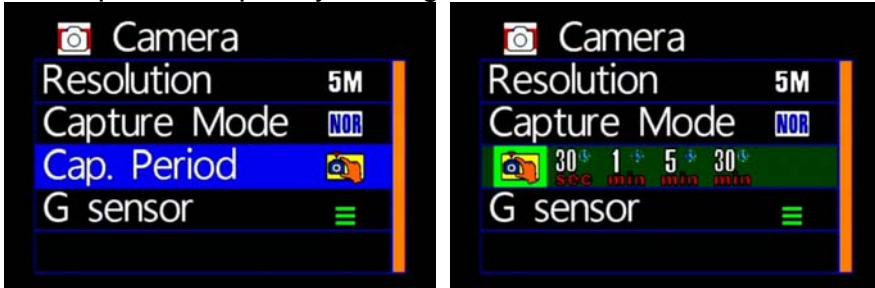 Camera
Resolution 5M
Capture Mode NOR
Cap. Period
G sensor
Camera
Resolution 5M
Capture Mode NOR
30 sec 1 min 5 min 30 min
G sensor